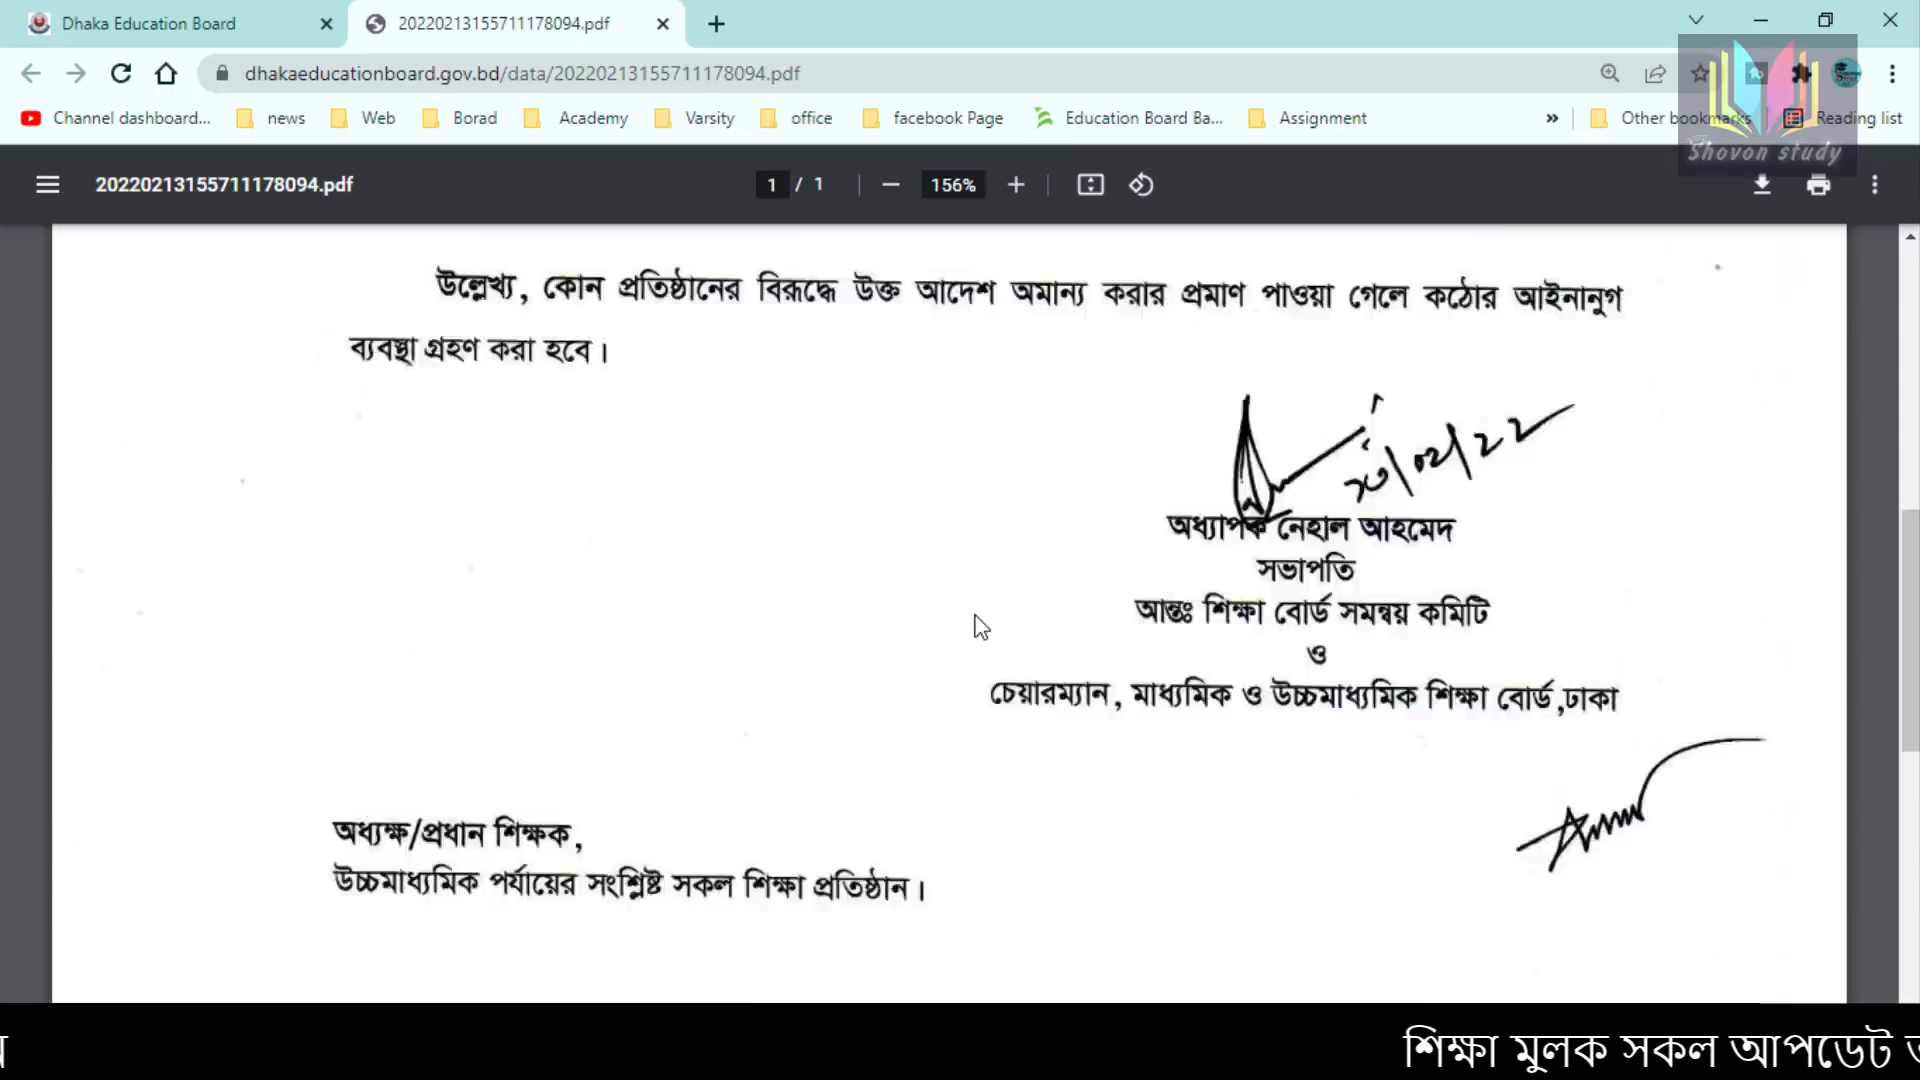 Dhaka Education Board
20220213155711178094.pdf
dhakaeducationboard.gov.bd/data/20220213155711178094.pdf
Channel dashboard...
news
Web
Borad
Academy
Varsity
office
facebook Page
Education Board Ba...
Assignment
»
Other bookmarks
Reading list
Shovon study
20220213155711178094.pdf
1 / 1
156%
উল্লেখ্য, কোন প্রতিষ্ঠানের বিরূদ্ধে উক্ত আদেশ অমান্য করার প্রমাণ পাওয়া গেলে কঠোর আইনানুগ
ব্যবস্থা গ্রহণ করা হবে।
অধ্যাপক নেহাল আহমেদ
সভাপতি
আন্তঃ শিক্ষা বোর্ড সমন্বয় কমিটি
ও
চেয়ারম্যান, মাধ্যমিক ও উচ্চমাধ্যমিক শিক্ষা বোর্ড,ঢাকা
অধ্যক্ষ/প্রধান শিক্ষক,
উচ্চমাধ্যমিক পর্যায়ের সংশ্লিষ্ট সকল শিক্ষা প্রতিষ্ঠান।
শিক্ষা মুলক সকল আপডেট